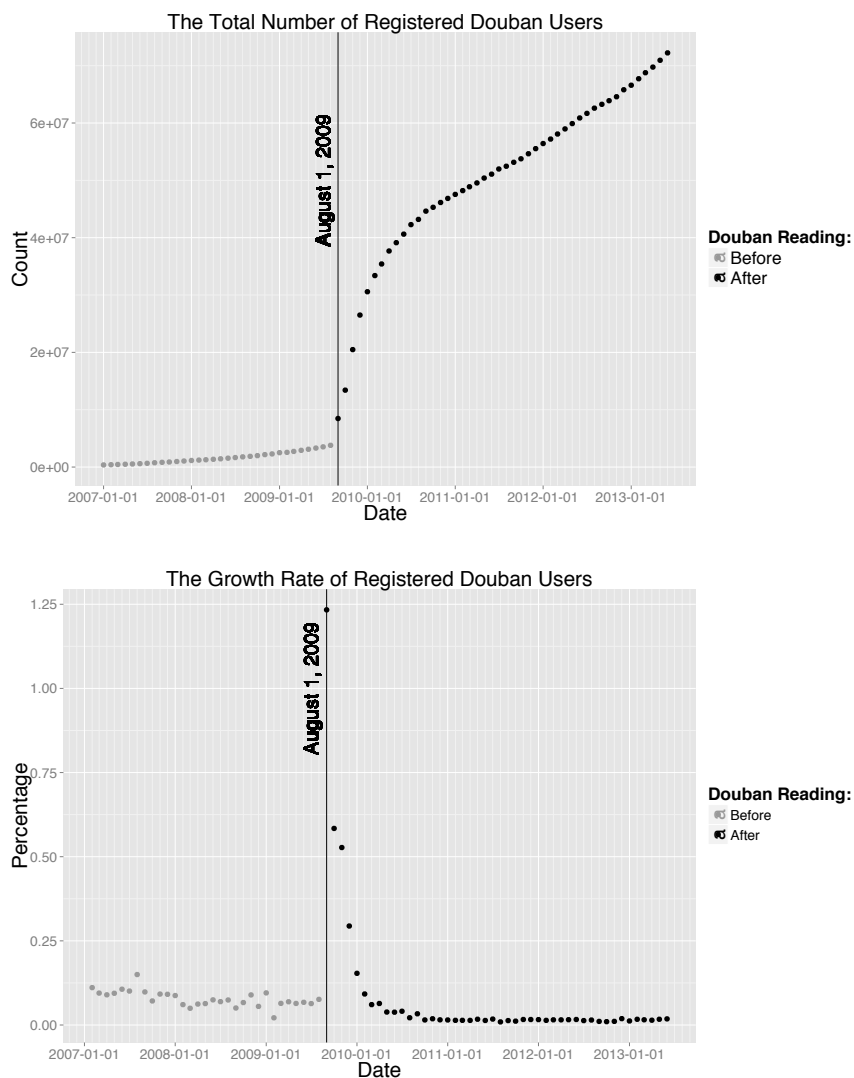 The Total Number of Registered Douban Users
6e+07
4e+07
2e+07
0e+00
Count
August 1, 2009
2007-01-01 2008-01-01 2009-01-01 2010-01-01 2011-01-01 2012-01-01 2013-01-01
Date
Douban Reading:
Before
After
The Growth Rate of Registered Douban Users
1.25
1.00
0.75
0.50
0.25
0.00
Percentage
August 1, 2009
2007-01-01 2008-01-01 2009-01-01 2010-01-01 2011-01-01 2012-01-01 2013-01-01
Date
Douban Reading:
Before
After